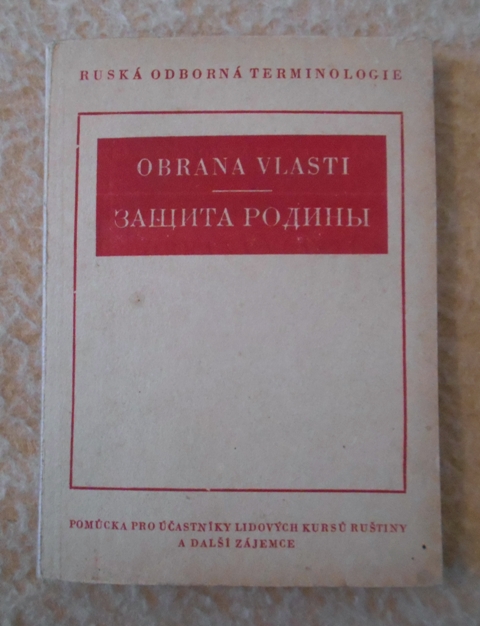 RUSKÁ ODBORNÁ TERMINOLOGIE
OBRANA VLASTI
ЗАЩИТА РОДИНЫ
POMŮCKA PRO ÚČASTNÍKY LIDOVÝCH KURSŮ RUŠTINY
A DALŠÍ ZÁJEMCE